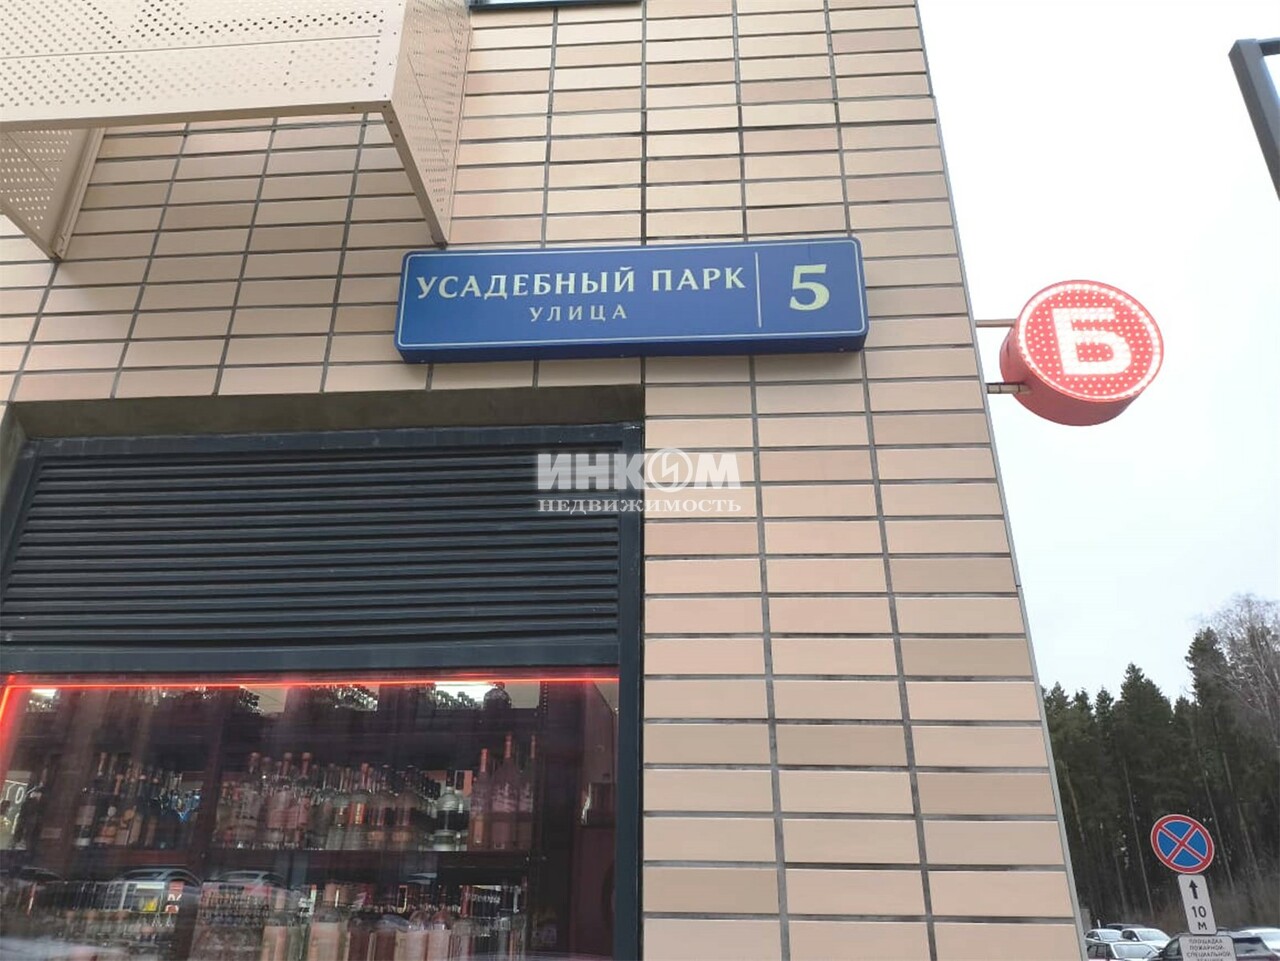 УСАДЕБНЫЙ ПАРК
УЛИЦА
5
Б
ИНКОМ
НЕДВИЖИМОСТЬ
10
М
ПЛОЩАДКА
ПОЖАРНОЙ
СПЕЦИАЛЬНОЙ